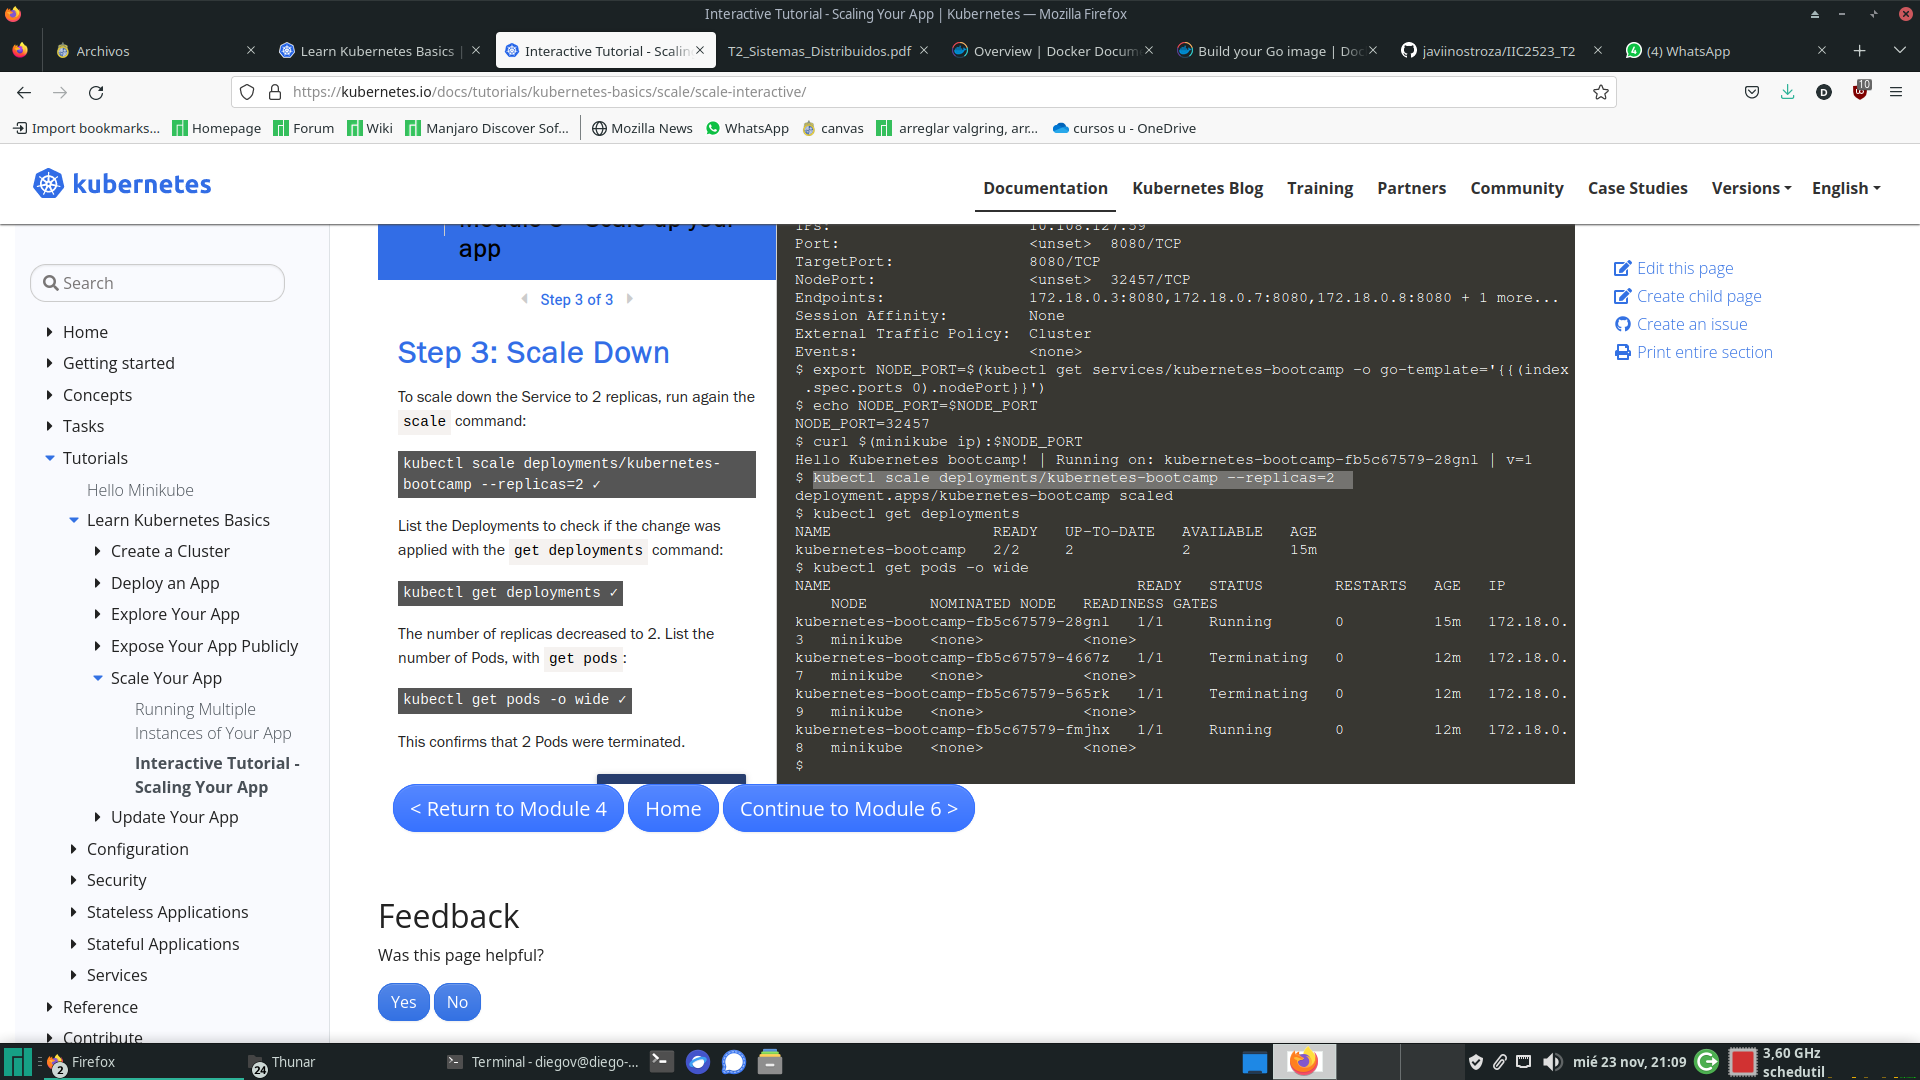 Interactive Tutorial - Scaling Your App | Kubernetes — Mozilla Firefox
Archivos
Learn Kubernetes Basics |
Interactive Tutorial - Scalin
T2_Sistemas_Distribuidos.pdf
Overview | Docker Docum
Build your Go image | Doc
javiinostroza/IIC2523_T2
(4) WhatsApp
https://kubernetes.io/docs/tutorials/kubernetes-basics/scale/scale-interactive/
10
Import bookmarks...
Homepage
Forum
Wiki
Manjaro Discover Sof...
Mozilla News
WhatsApp
canvas
arreglar valgring, arr...
cursos u - OneDrive
kubernetes
Documentation
Kubernetes Blog
Training
Partners
Community
Case Studies
Versions
English
Search
Home
Getting started
Concepts
Tasks
Tutorials
Hello Minikube
Learn Kubernetes Basics
Create a Cluster
Deploy an App
Explore Your App
Expose Your App Publicly
Scale Your App
Running Multiple
Instances of Your App
Interactive Tutorial -
Scaling Your App
Update Your App
Configuration
Security
Stateless Applications
Stateful Applications
Services
Reference
Contribute
app
Step 3 of 3
Step 3: Scale Down
To scale down the Service to 2 replicas, run again the
scale command:
kubectl scale deployments/kubernetes-
bootcamp --replicas=2 ✓
List the Deployments to check if the change was
applied with the get deployments command:
kubectl get deployments ✓
The number of replicas decreased to 2. List the
number of Pods, with get pods :
kubectl get pods -o wide ✓
This confirms that 2 Pods were terminated.
IPs: 10.108.127.59
Port: <unset> 8080/TCP
TargetPort: 8080/TCP
NodePort: <unset> 32457/TCP
Endpoints: 172.18.0.3:8080,172.18.0.7:8080,172.18.0.8:8080 + 1 more...
Session Affinity: None
External Traffic Policy: Cluster
Events: <none>
$ export NODE_PORT=$(kubectl get services/kubernetes-bootcamp -o go-template='{{(index
.spec.ports 0).nodePort}}')
$ echo NODE_PORT=$NODE_PORT
NODE_PORT=32457
$ curl $(minikube ip):$NODE_PORT
Hello Kubernetes bootcamp! | Running on: kubernetes-bootcamp-fb5c67579-28gnl | v=1
$ kubectl scale deployments/kubernetes-bootcamp --replicas=2
deployment.apps/kubernetes-bootcamp scaled
$ kubectl get deployments
NAME READY UP-TO-DATE AVAILABLE AGE
kubernetes-bootcamp 2/2 2 2 15m
$ kubectl get pods -o wide
NAME READY STATUS RESTARTS AGE IP
NODE NOMINATED NODE READINESS GATES
kubernetes-bootcamp-fb5c67579-28gnl 1/1 Running 0 15m 172.18.0.
3 minikube <none> <none>
kubernetes-bootcamp-fb5c67579-4667z 1/1 Terminating 0 12m 172.18.0.
7 minikube <none> <none>
kubernetes-bootcamp-fb5c67579-565rk 1/1 Terminating 0 12m 172.18.0.
9 minikube <none> <none>
kubernetes-bootcamp-fb5c67579-fmjhx 1/1 Running 0 12m 172.18.0.
8 minikube <none> <none>
$
< Return to Module 4
Home
Continue to Module 6 >
Feedback
Was this page helpful?
Yes
No
Edit this page
Create child page
Create an issue
Print entire section
2
Firefox
24
Thunar
Terminal - diegov@diego-...
mié 23 nov, 21:09
3,60 GHz
schedutil